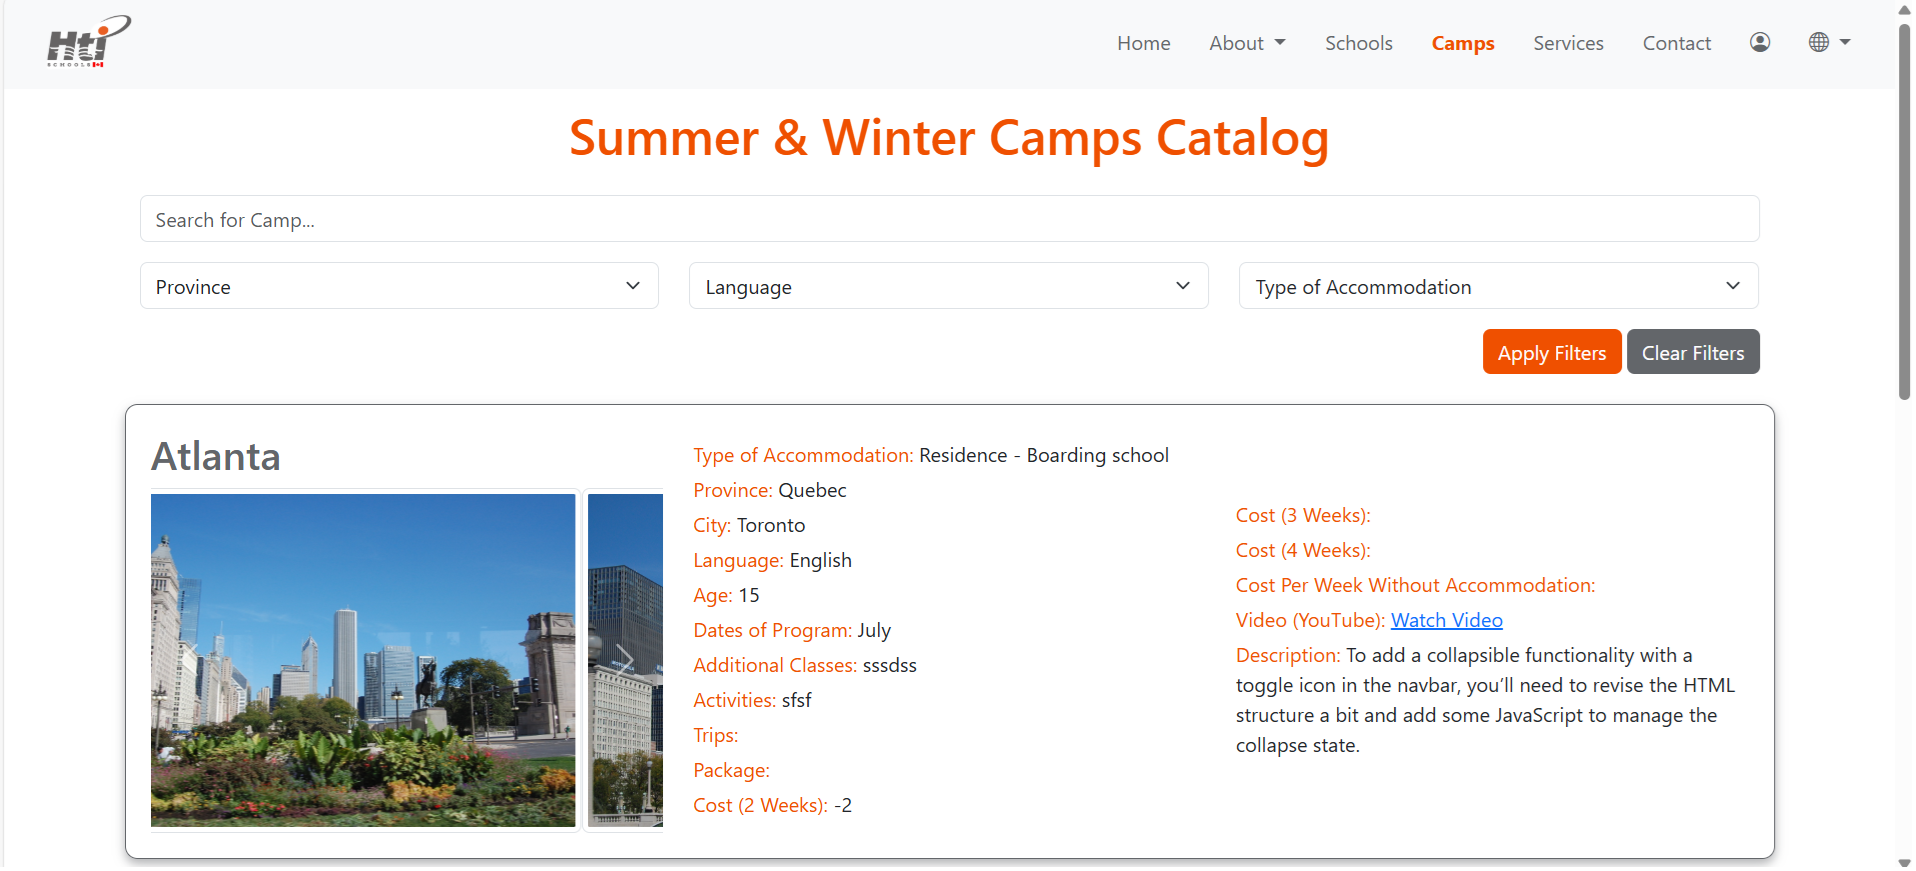 Hti
SCHOOLS
Home
About
Schools
Camps
Services
Contact
Summer & Winter Camps Catalog
Search for Camp...
Province
Language
Type of Accommodation
Apply Filters
Clear Filters
Atlanta
Type of Accommodation: Residence - Boarding school
Province: Quebec
City: Toronto
Language: English
Age: 15
Dates of Program: July
Additional Classes: sssdss
Activities: sfsf
Trips:
Package:
Cost (2 Weeks): -2
Cost (3 Weeks):
Cost (4 Weeks):
Cost Per Week Without Accommodation:
Video (YouTube): Watch Video
Description: To add a collapsible functionality with a
toggle icon in the navbar, you’ll need to revise the HTML
structure a bit and add some JavaScript to manage the
collapse state.